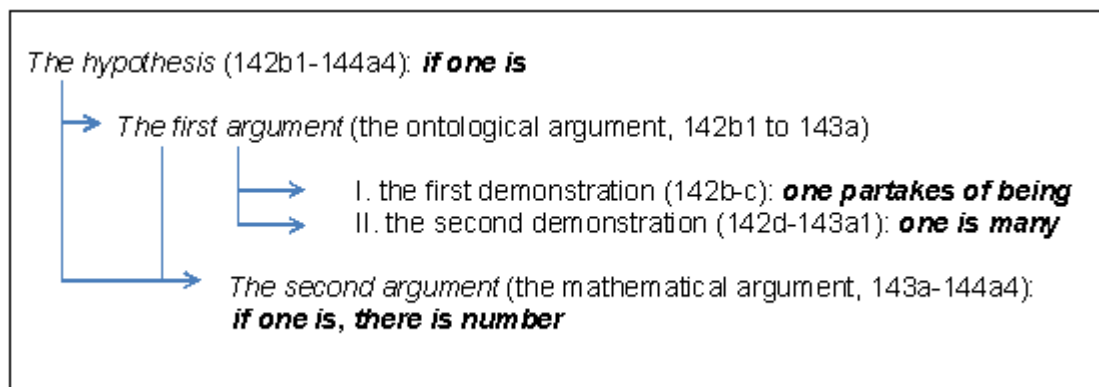 The hypothesis (142b1-144a4): if one is
The first argument (the ontological argument, 142b1 to 143a)
I. the first demonstration (142b-c): one partakes of being
II. the second demonstration (142d-143a1): one is many
The second argument (the mathematical argument, 143a-144a4):
if one is, there is number